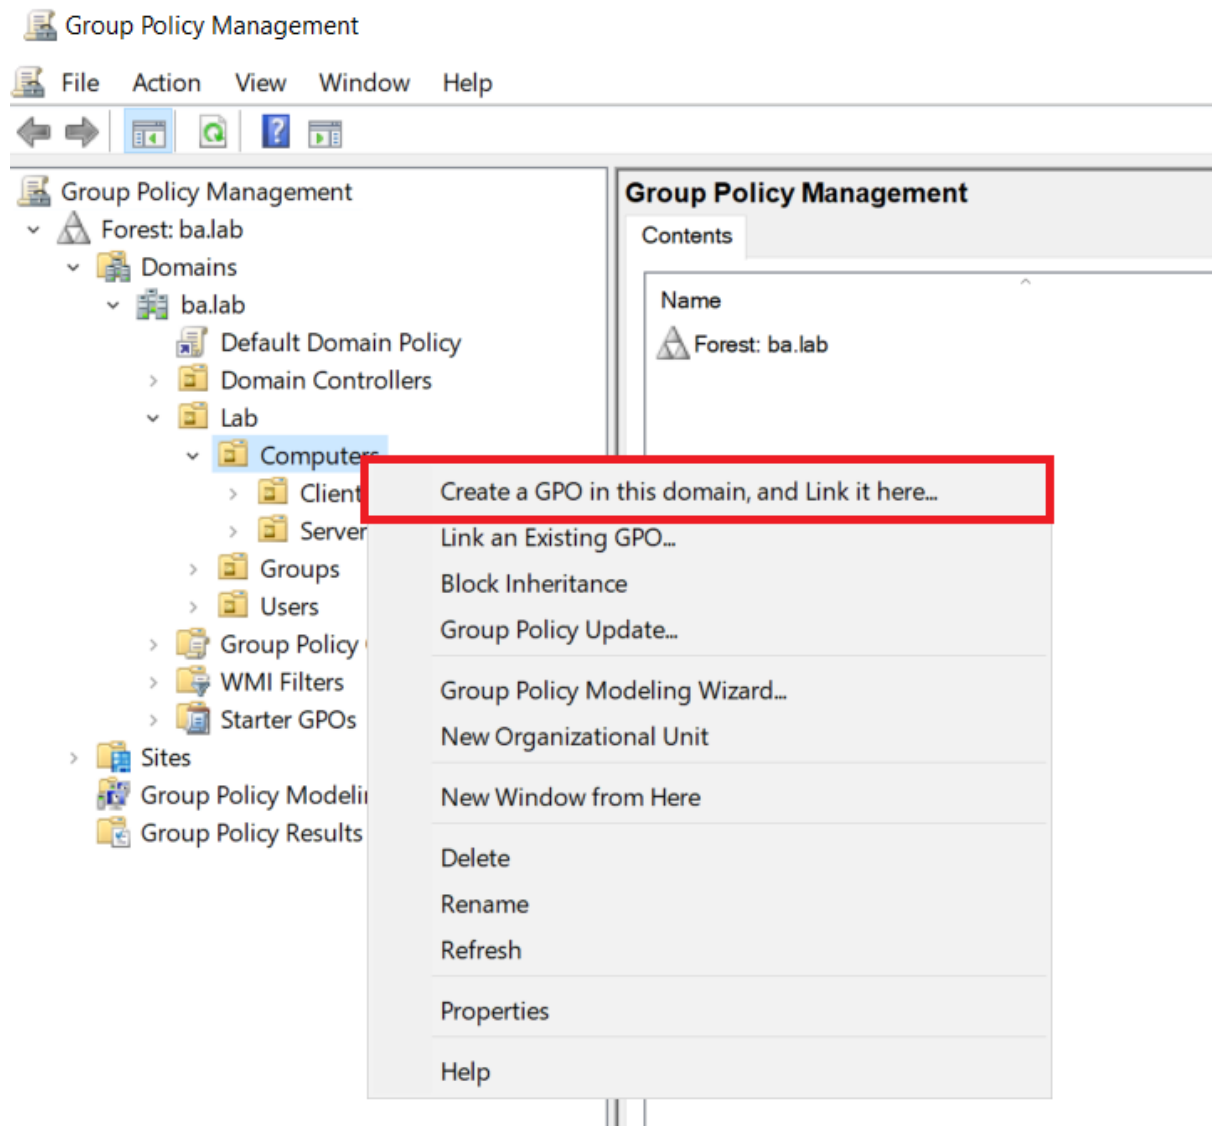 Group Policy Management
File Action View Window Help
Group Policy Management
Forest: ba.lab
Domains
ba.lab
Default Domain Policy
Domain Controllers
Lab
Computers
Client
Server
Groups
Users
Group Policy
WMI Filters
Starter GPOs
Sites
Group Policy Modelin
Group Policy Results
Group Policy Management
Contents
Name
Forest: ba.lab
Create a GPO in this domain, and Link it here...
Link an Existing GPO...
Block Inheritance
Group Policy Update...
Group Policy Modeling Wizard...
New Organizational Unit
New Window from Here
Delete
Rename
Refresh
Properties
Help